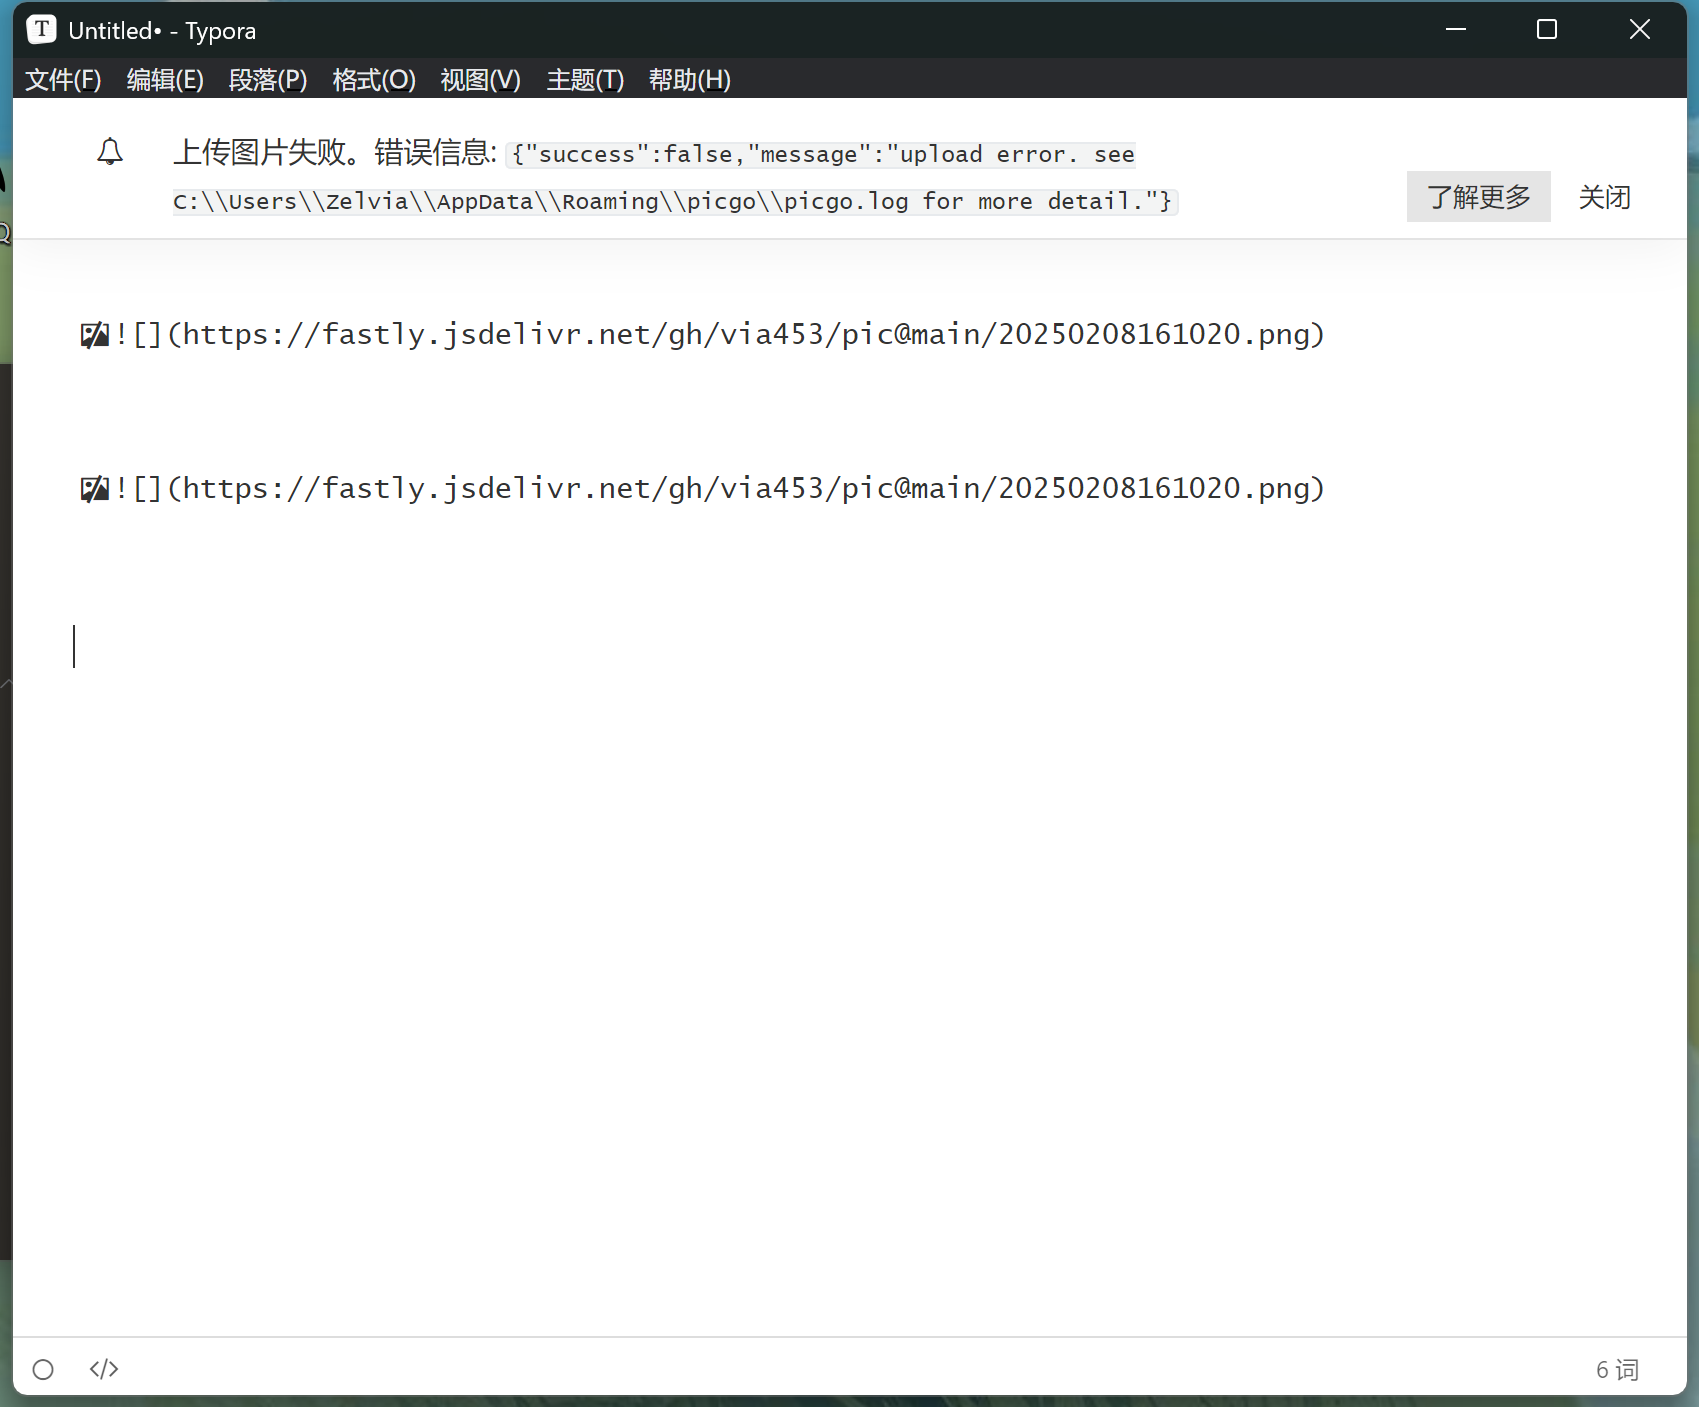 Untitled• - Typora
文件(F) 编辑(E) 段落(P) 格式(O) 视图(V) 主题(T) 帮助(H)
上传图片失败。错误信息: {"success":false,"message":"upload error. see
C:\\Users\\Zelvia\\AppData\\Roaming\\picgo\\picgo.log for more detail."}
了解更多 关闭
![](https://fastly.jsdelivr.net/gh/via453/pic@main/20250208161020.png)
![](https://fastly.jsdelivr.net/gh/via453/pic@main/20250208161020.png)
</> 6 词